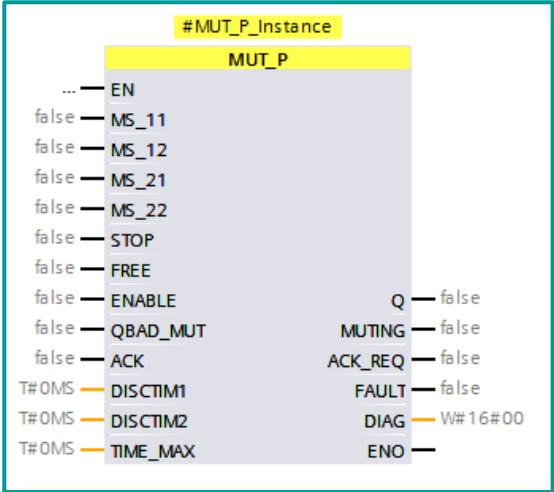 #MUT_P_Instance
MUT_P
... EN
false MS_11
false MS_12
false MS_21
false MS_22
false STOP
false FREE
false ENABLE Q false
false QBAD_MUT MUTING false
false ACK ACK_REQ false
T#0MS DISCTIM1 FAULT false
T#0MS DISCTIM2 DIAG W#16#00
T#0MS TIME_MAX ENO